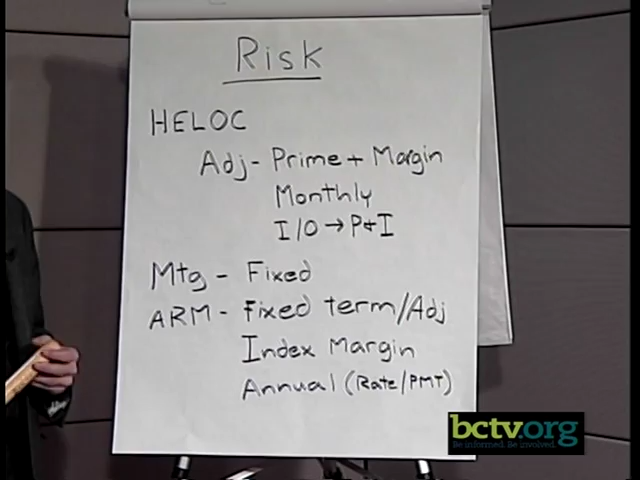 Risk
HELOC
Adj - Prime + Margin
Monthly
I/O → P&I
Mtg - Fixed
ARM - Fixed term/Adj
Index Margin
Annual (Rate/PMT)
bctv.org
Be informed. Be involved.